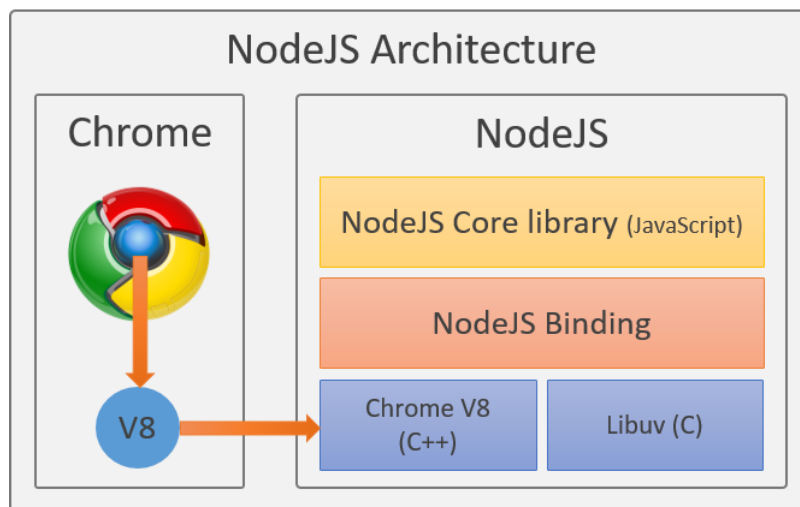 NodeJS Architecture
Chrome
V8
NodeJS
NodeJS Core library (JavaScript)
NodeJS Binding
Chrome V8
(C++)
Libuv (C)